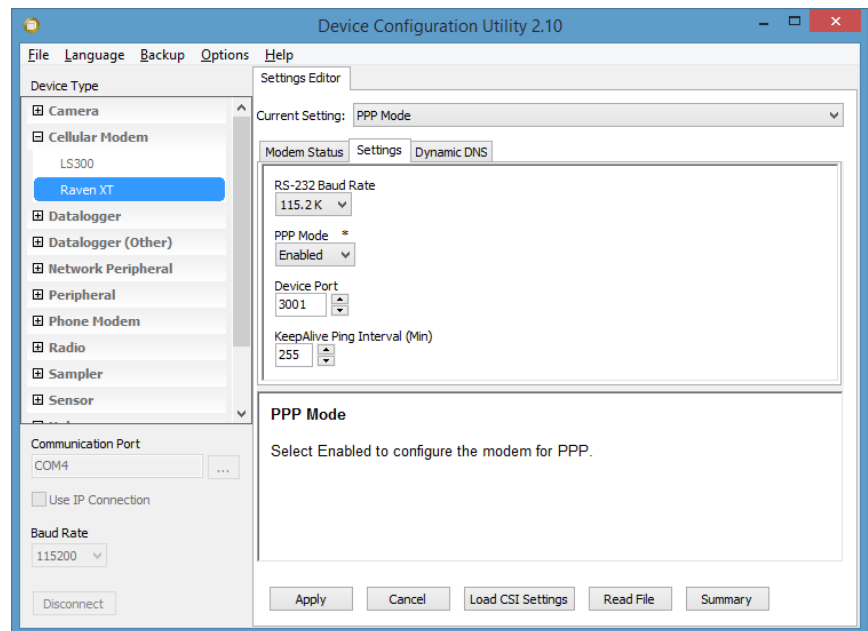 Device Configuration Utility 2.10
File Language Backup Options Help
Device Type
Camera
Cellular Modem
LS300
Raven XT
Datalogger
Datalogger (Other)
Network Peripheral
Peripheral
Phone Modem
Radio
Sampler
Sensor
Communication Port
COM4
...
Use IP Connection
Baud Rate
115200
Disconnect
Settings Editor
Current Setting: PPP Mode
Modem Status Settings Dynamic DNS
RS-232 Baud Rate
115.2 K
PPP Mode *
Enabled
Device Port
3001
KeepAlive Ping Interval (Min)
255
PPP Mode
Select Enabled to configure the modem for PPP.
Apply Cancel Load CSI Settings Read File Summary